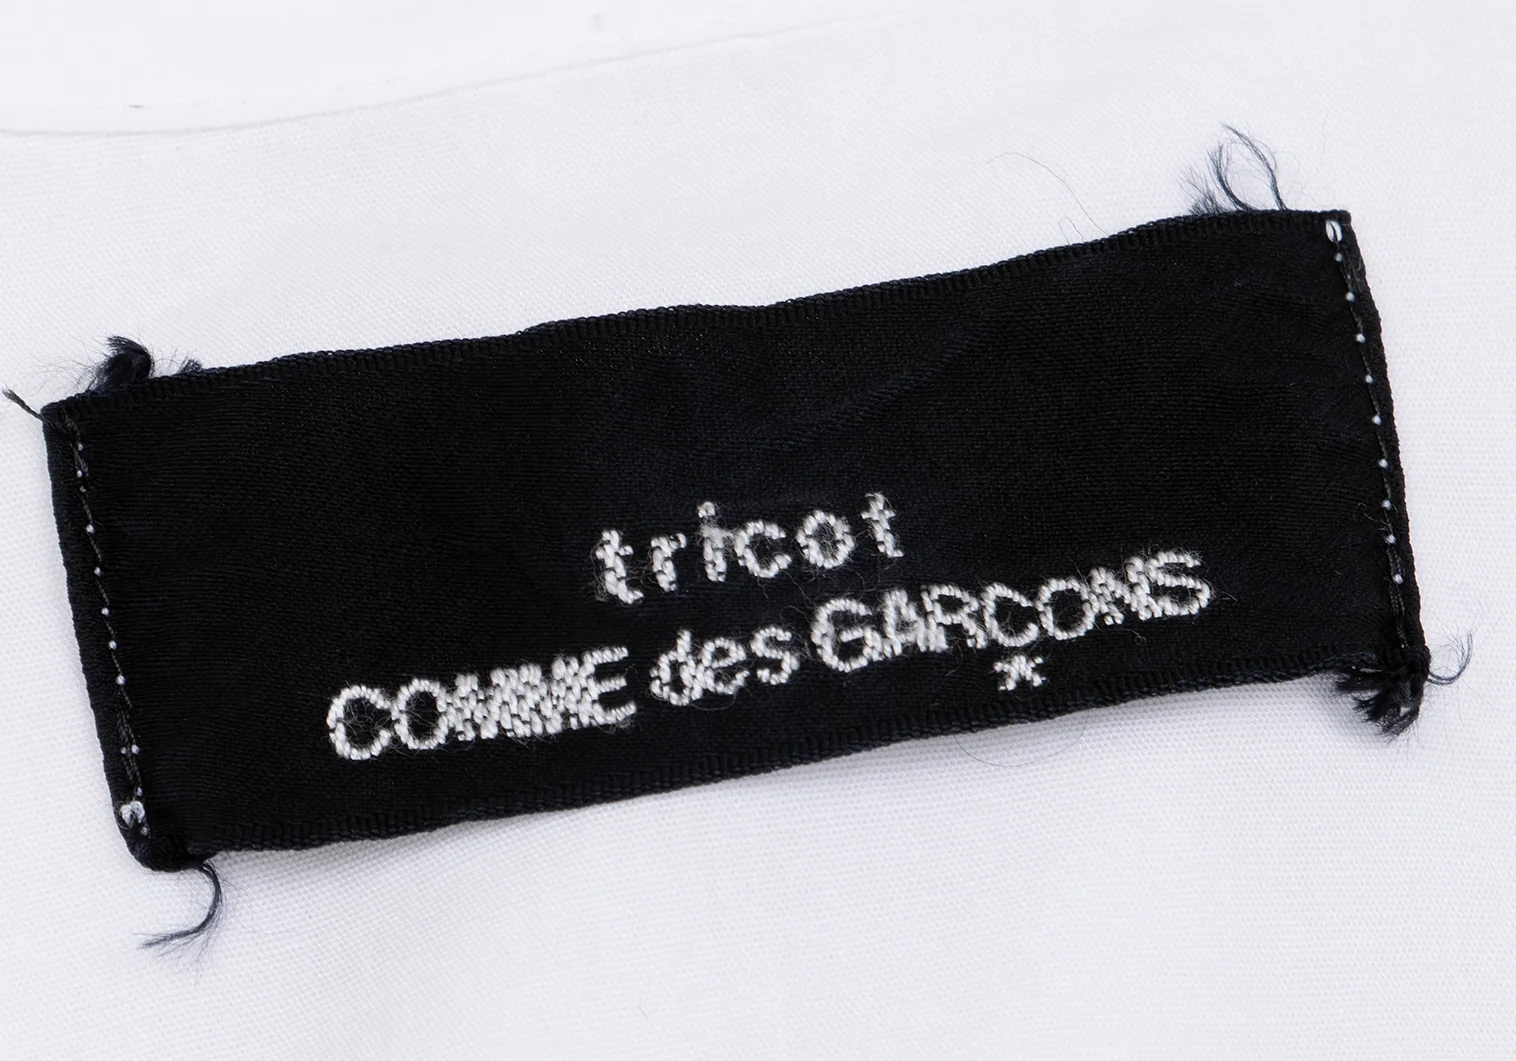 tricot
COMME des GARCONS
*